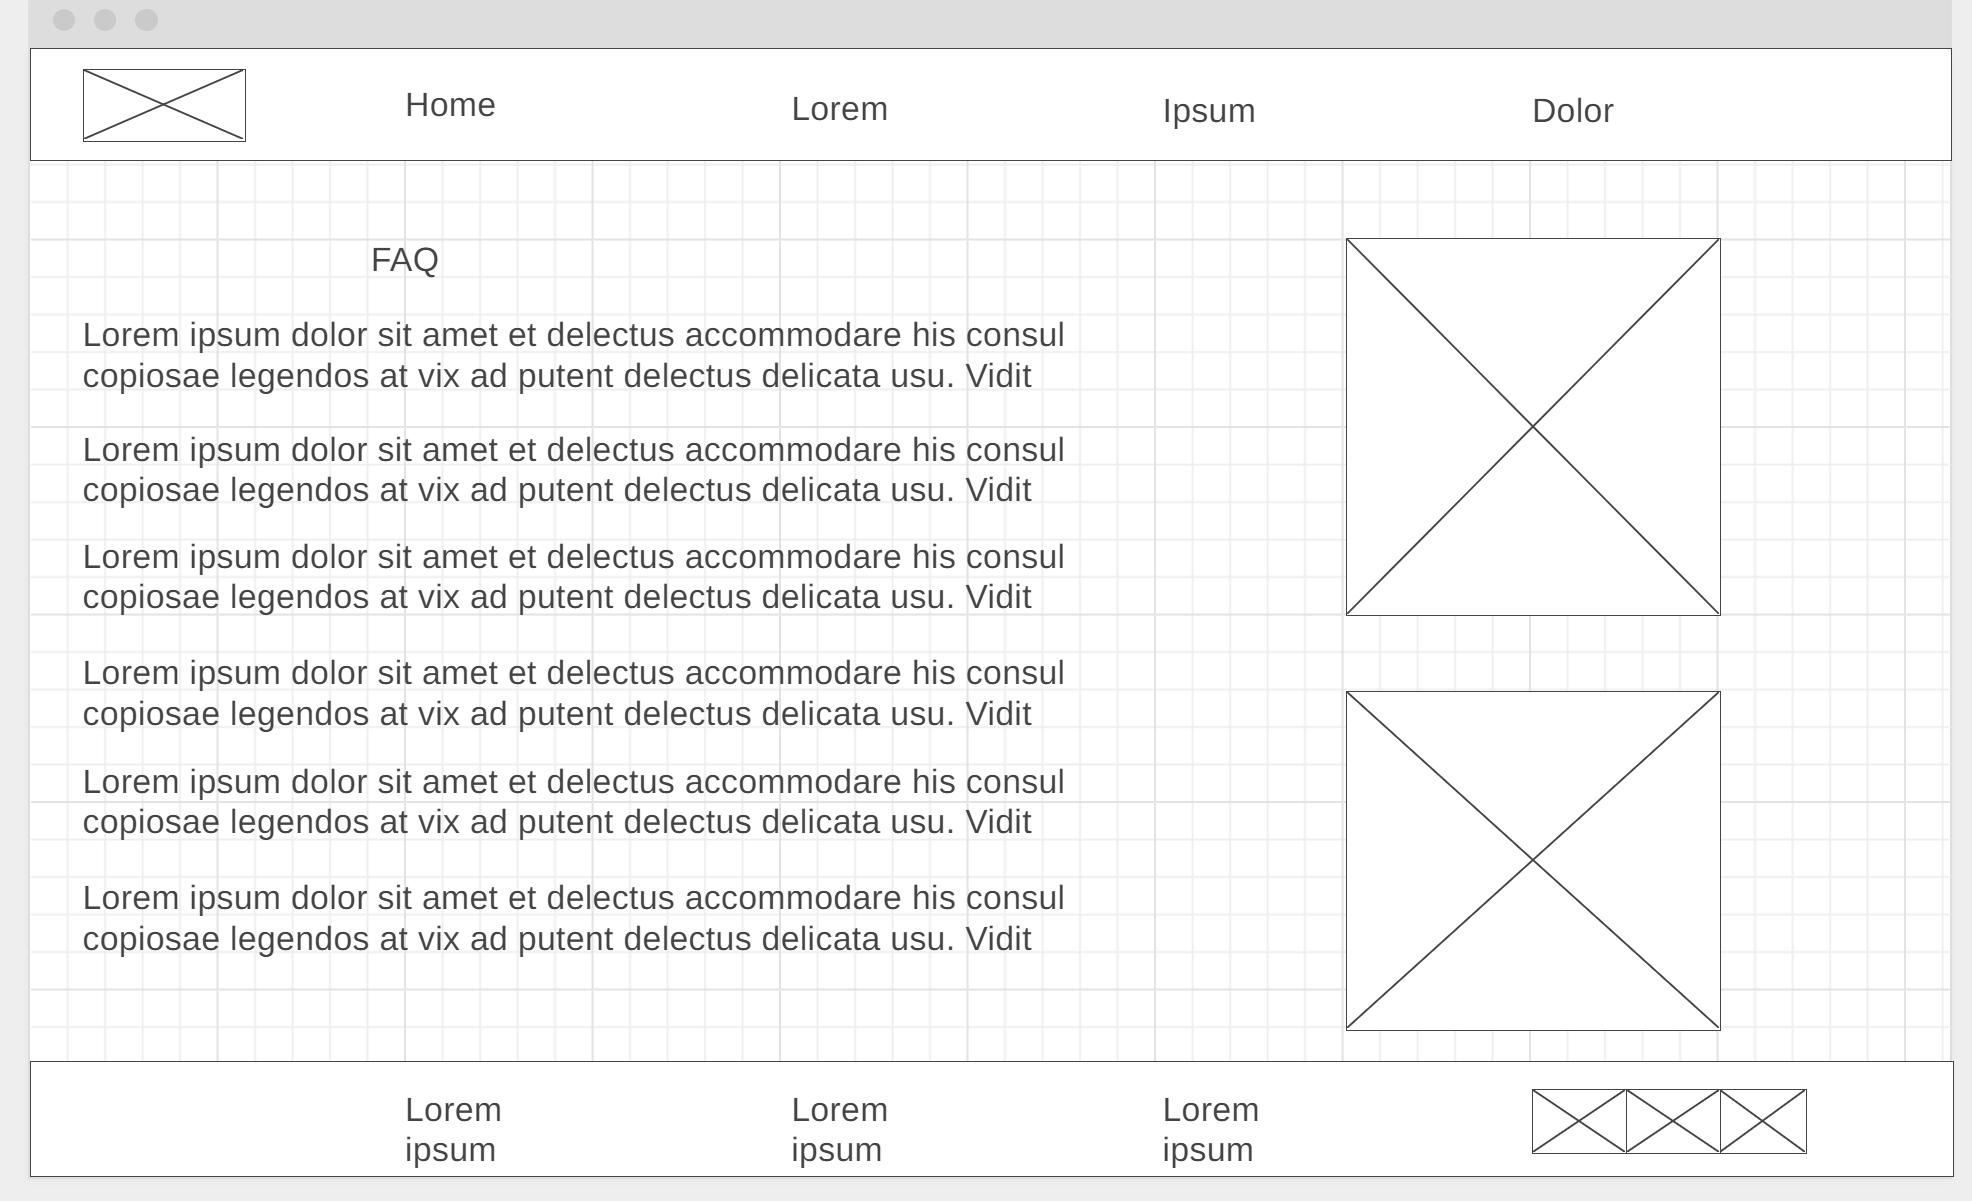 Home
Lorem
Ipsum
Dolor
FAQ
Lorem ipsum dolor sit amet et delectus accommodare his consul
copiosae legendos at vix ad putent delectus delicata usu. Vidit
Lorem ipsum dolor sit amet et delectus accommodare his consul
copiosae legendos at vix ad putent delectus delicata usu. Vidit
Lorem ipsum dolor sit amet et delectus accommodare his consul
copiosae legendos at vix ad putent delectus delicata usu. Vidit
Lorem ipsum dolor sit amet et delectus accommodare his consul
copiosae legendos at vix ad putent delectus delicata usu. Vidit
Lorem ipsum dolor sit amet et delectus accommodare his consul
copiosae legendos at vix ad putent delectus delicata usu. Vidit
Lorem ipsum dolor sit amet et delectus accommodare his consul
copiosae legendos at vix ad putent delectus delicata usu. Vidit
Lorem
ipsum
Lorem
ipsum
Lorem
ipsum